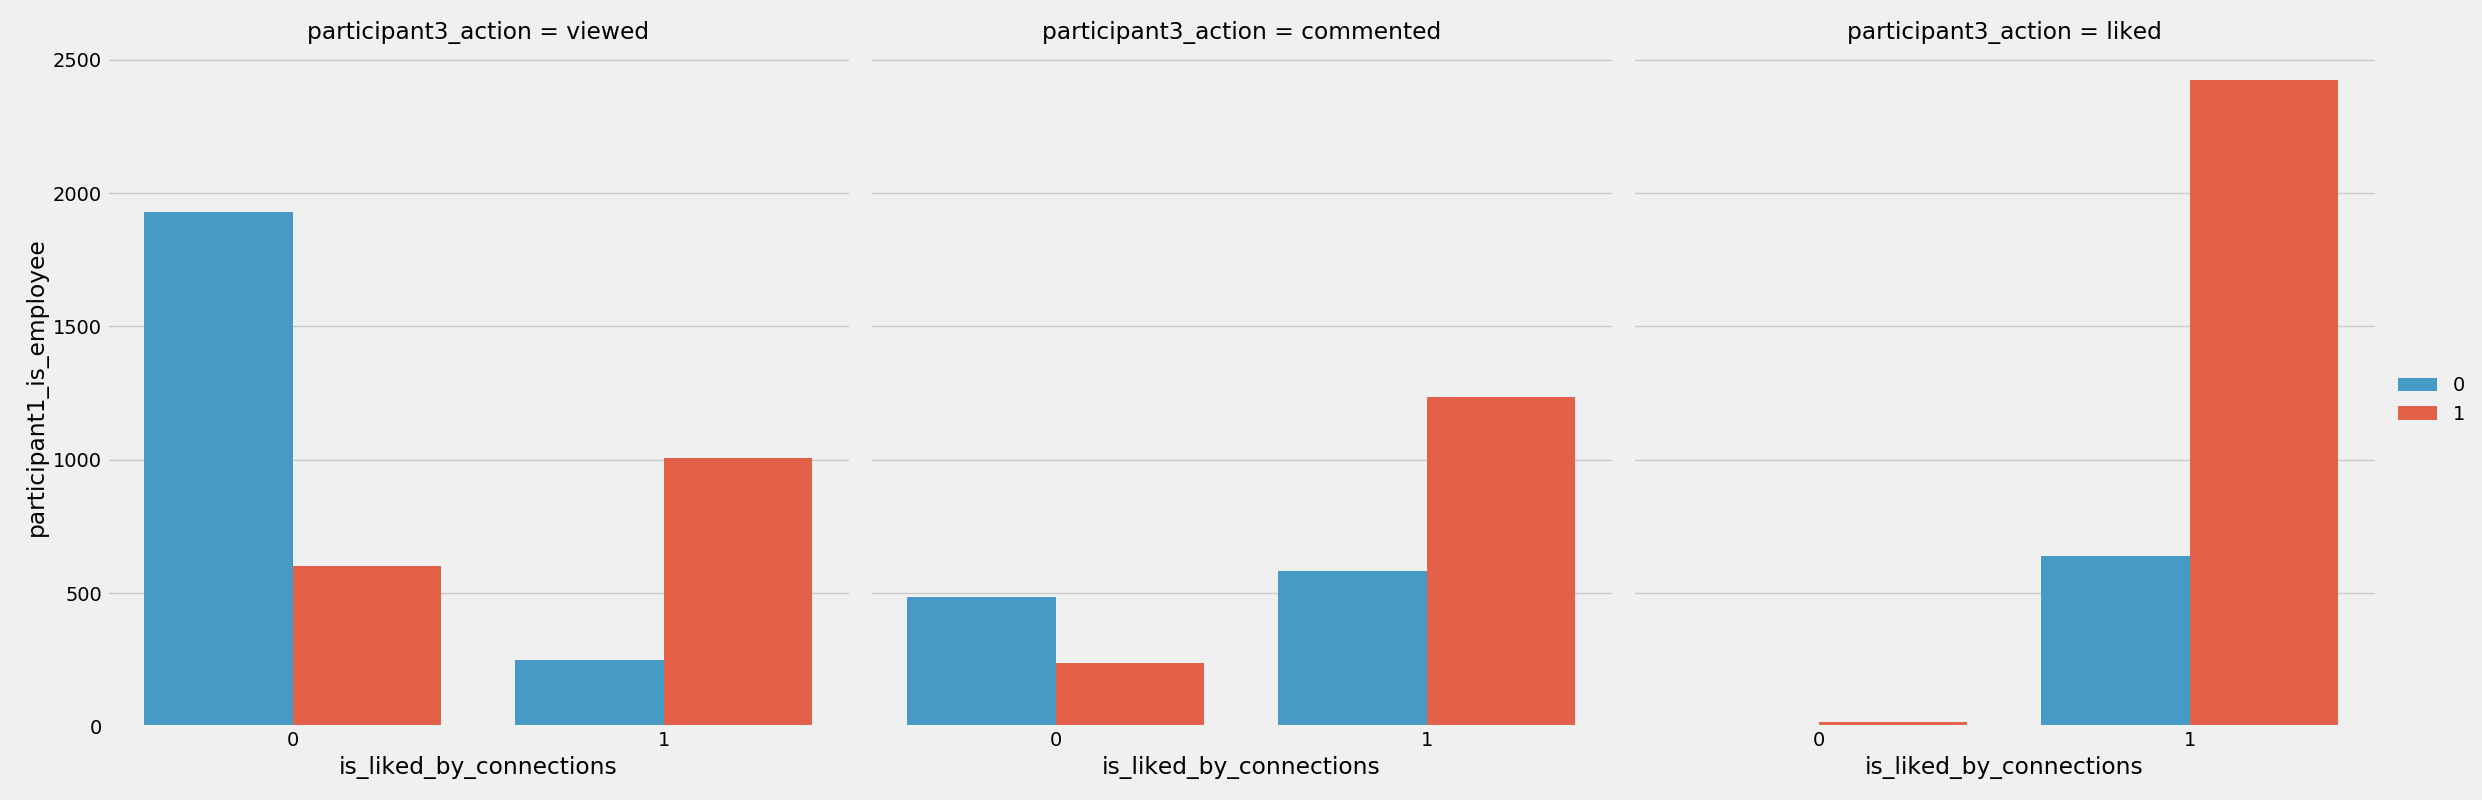 participant3_action = viewed
participant3_action = commented
participant3_action = liked
participant1_is_employee
2500
2000
1500
1000
500
0
0
1
0
1
0
1
is_liked_by_connections
is_liked_by_connections
is_liked_by_connections
0
1